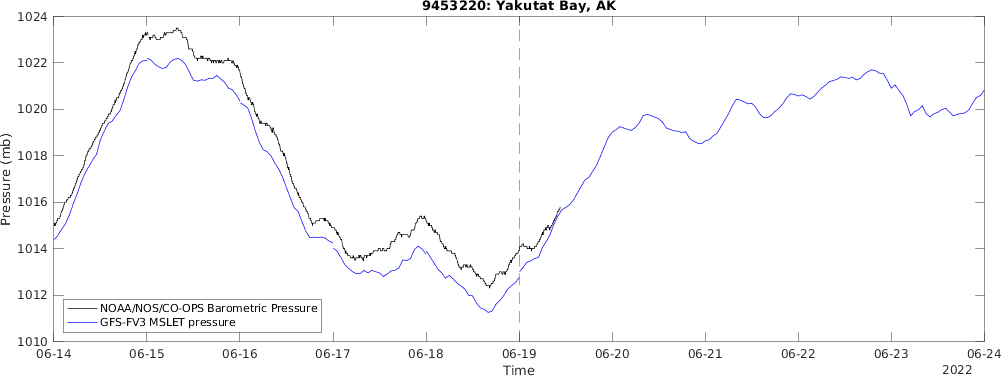 9453220: Yakutat Bay, AK
Pressure (mb)
1024
1022
1020
1018
1016
1014
1012
1010
NOAA/NOS/CO-OPS Barometric Pressure
GFS-FV3 MSLET pressure
06-14 06-15 06-16 06-17 06-18 06-19 06-20 06-21 06-22 06-23 06-24
Time
2022